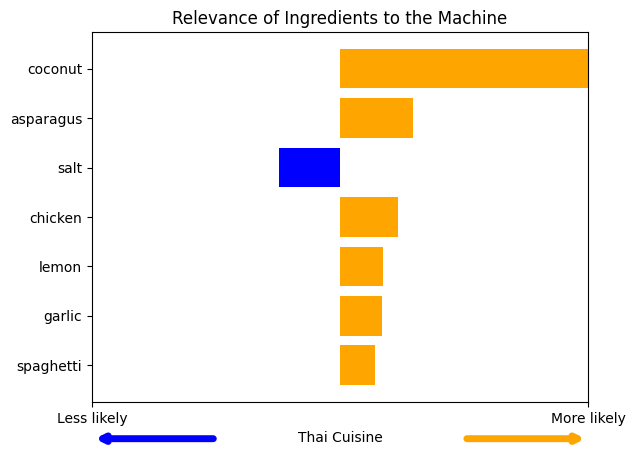 Relevance of Ingredients to the Machine
coconut
asparagus
salt
chicken
lemon
garlic
spaghetti
Less likely
More likely
Thai Cuisine